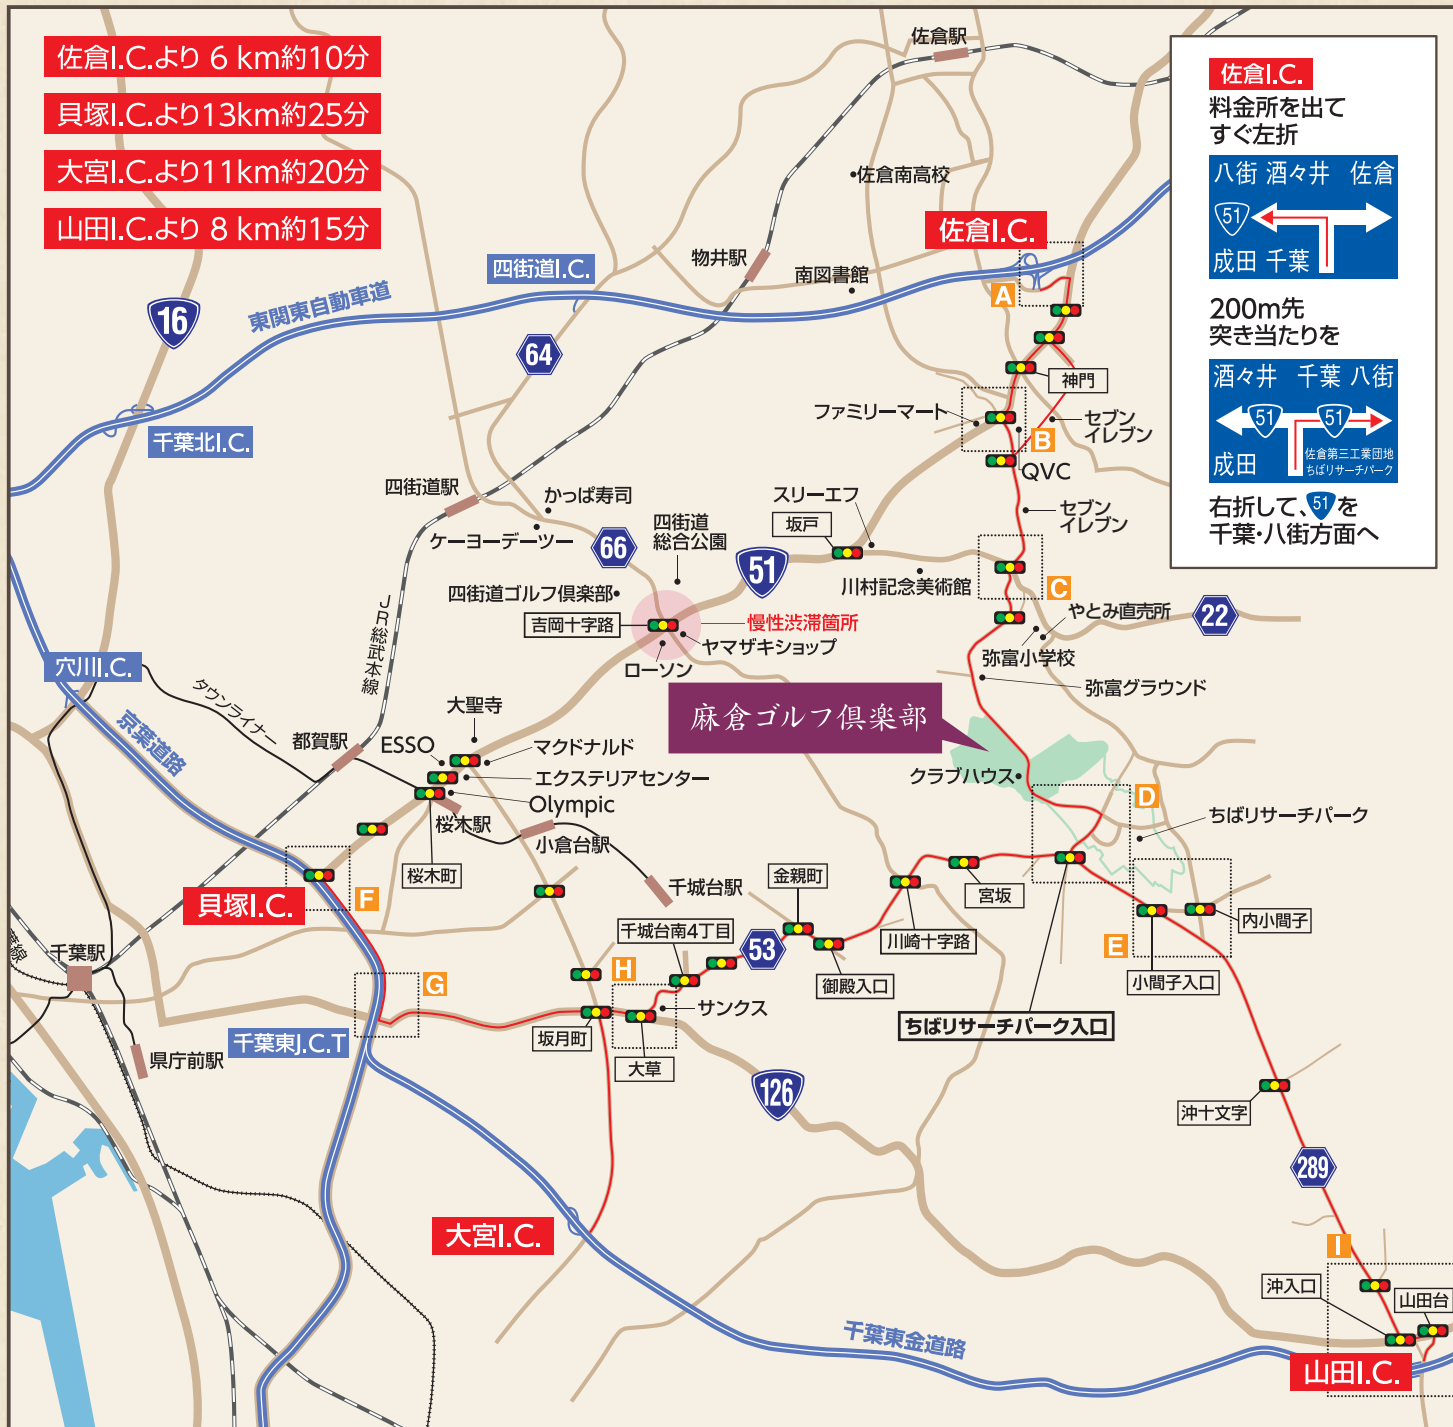 佐倉I.C.より 6 km約10分
貝塚I.C.より13km約25分
大宮I.C.より11km約20分
山田I.C.より 8 km約15分
佐倉I.C.
料金所を出て
すぐ左折
八街 酒々井 佐倉
51
成田 千葉
200m先
突き当たりを
酒々井 千葉 八街
51 51
成田
佐倉第三工業団地
ちばリサーチパーク
右折して、51を
千葉・八街方面へ
佐倉駅
佐倉南高校
佐倉I.C.
物井駅
四街道I.C.
南図書館
A
16
東関東自動車道
64
神門
千葉北I.C.
ファミリーマート
セブン
イレブン
B
QVC
四街道駅
かっぱ寿司
スリーエフ
セブン
イレブン
ケーヨーデーツー
四街道
総合公園
坂戸
66
51
川村記念美術館
C
四街道ゴルフ倶楽部
やとみ直売所
22
吉岡十字路
慢性渋滞箇所
JR総武本線
ヤマザキショップ
ローソン
弥富小学校
弥富グラウンド
穴川I.C.
タウンライナー
京葉道路
麻倉ゴルフ倶楽部
大聖寺
都賀駅
ESSO
マクドナルド
エクステリアセンター
クラブハウス
Olympic
D
桜木駅
ちばリサーチパーク
小倉台駅
桜木町
千城台駅
金親町
宮坂
貝塚I.C.
F
内小間子
千城台南4丁目
53
川崎十字路
E
千葉駅
H
御殿入口
小間子入口
G
サンクス
ちばリサーチパーク入口
千葉東J.C.T
坂月町
県庁前駅
大草
126
沖十文字
289
大宮I.C.
I
沖入口
山田台
千葉東金道路
山田I.C.